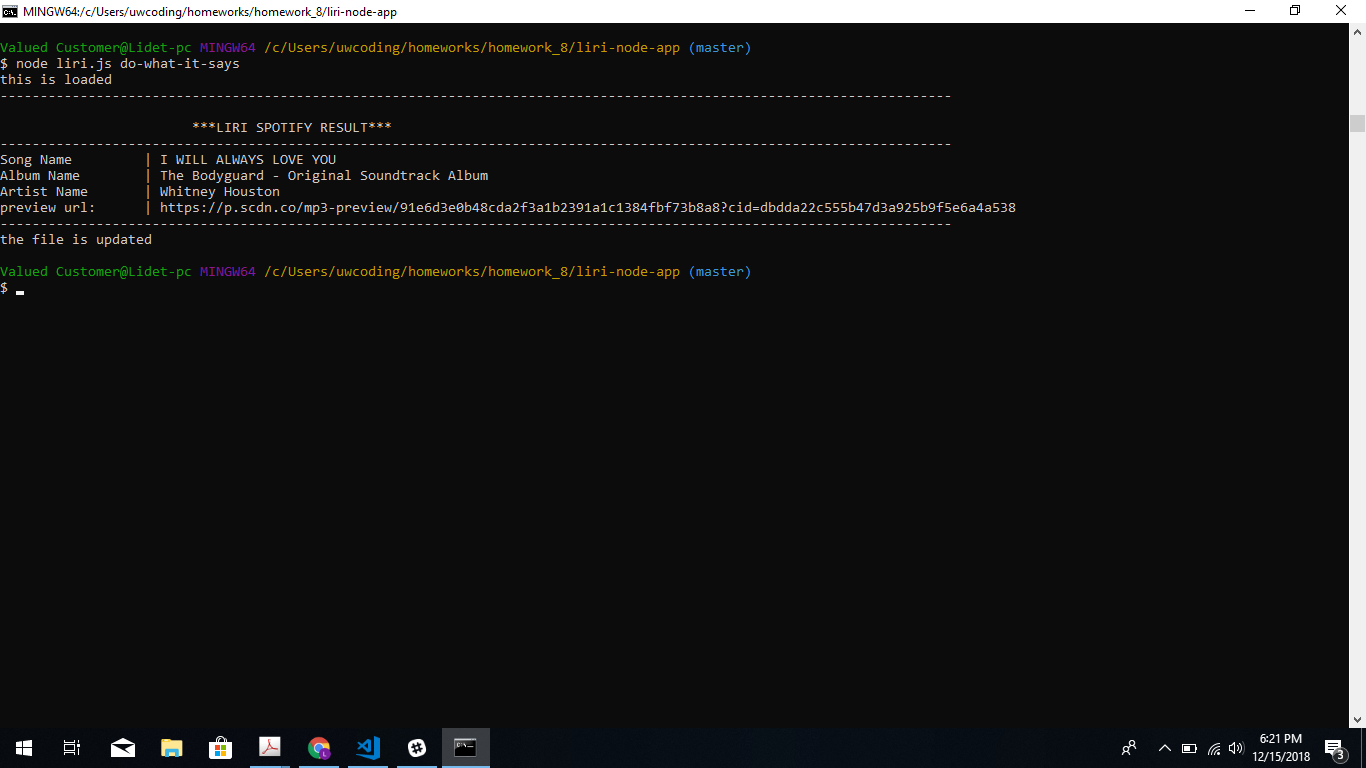 MINGW64:/c/Users/uwcoding/homeworks/homework_8/liri-node-app
Valued Customer@Lidet-pc MINGW64 /c/Users/uwcoding/homeworks/homework_8/liri-node-app (master)
$ node liri.js do-what-it-says
this is loaded
-----------------------------------------------------------------------------------------------------------------------
***LIRI SPOTIFY RESULT***
-----------------------------------------------------------------------------------------------------------------------
Song Name | I WILL ALWAYS LOVE YOU
Album Name | The Bodyguard - Original Soundtrack Album
Artist Name | Whitney Houston
preview url: | https://p.scdn.co/mp3-preview/91e6d3e0b48cda2f3a1b2391a1c1384fbf73b8a8?cid=dbdda22c555b47d3a925b9f5e6a4a538
-----------------------------------------------------------------------------------------------------------------------
the file is updated
Valued Customer@Lidet-pc MINGW64 /c/Users/uwcoding/homeworks/homework_8/liri-node-app (master)
$
6:21 PM
12/15/2018
3